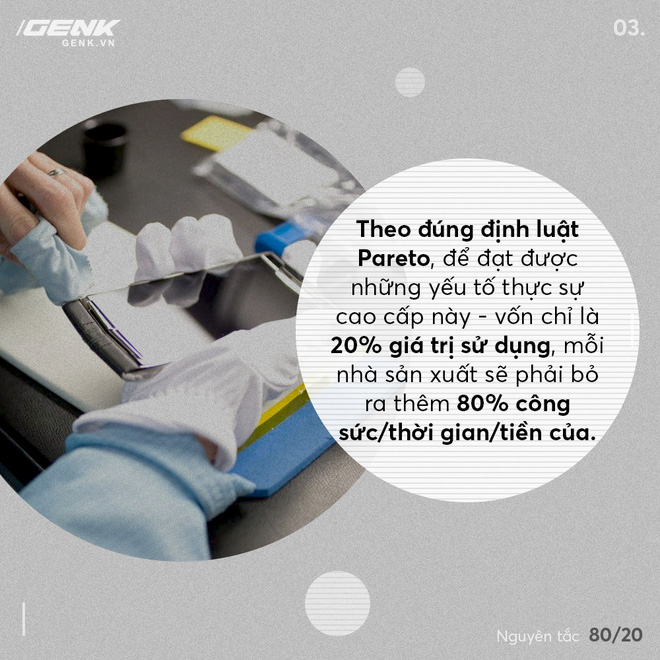 /GENK
GENK.VN
03.
Theo đúng định luật
Pareto, để đạt được
những yếu tố thực sự
cao cấp này - vốn chỉ là
20% giá trị sử dụng, mỗi
nhà sản xuất sẽ phải bỏ
ra thêm 80% công
sức/thời gian/tiền của.
Nguyên tắc 80/20